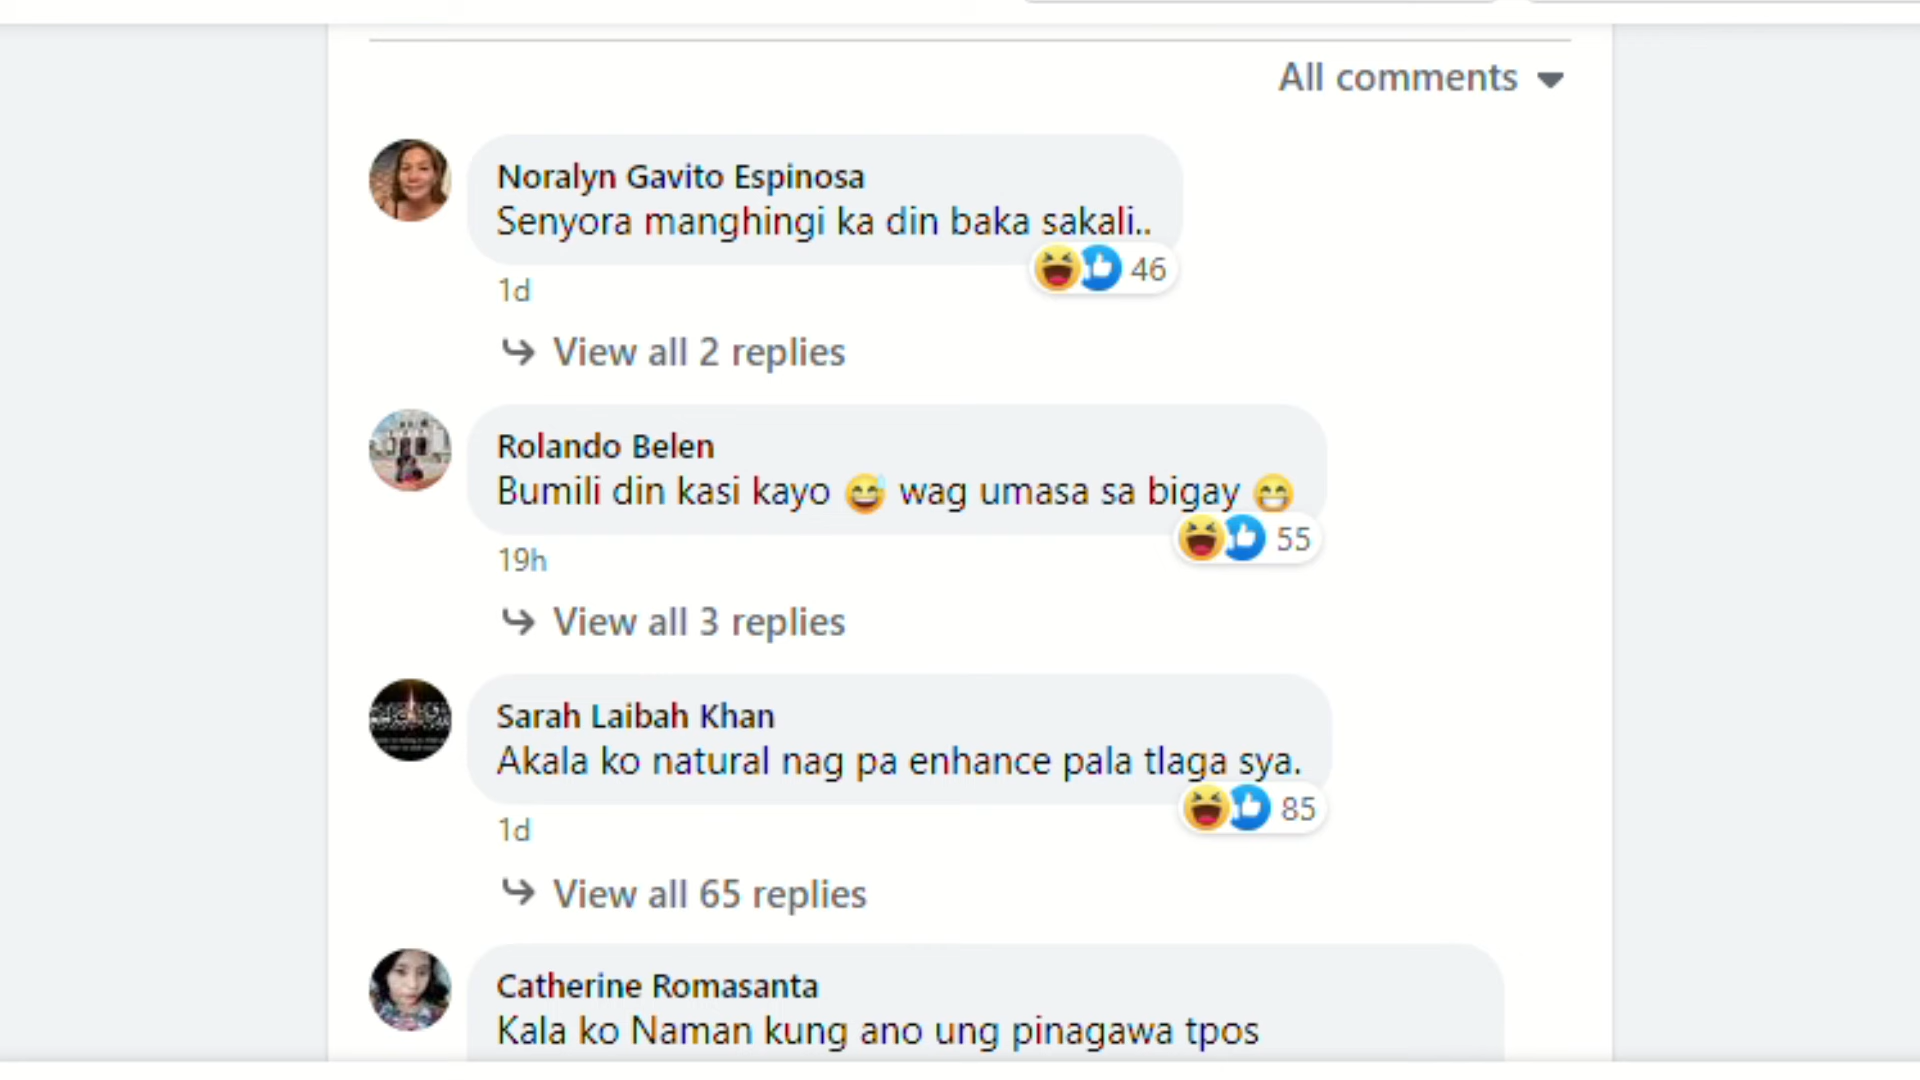 All comments
Noralyn Gavito Espinosa
Senyora manghingi ka din baka sakali..
46
1d
View all 2 replies
Rolando Belen
Bumili din kasi kayo 😅 wag umasa sa bigay 😁
55
19h
View all 3 replies
Sarah Laibah Khan
Akala ko natural nag pa enhance pala tlaga sya.
85
1d
View all 65 replies
Catherine Romasanta
Kala ko Naman kung ano ung pinagawa tpos